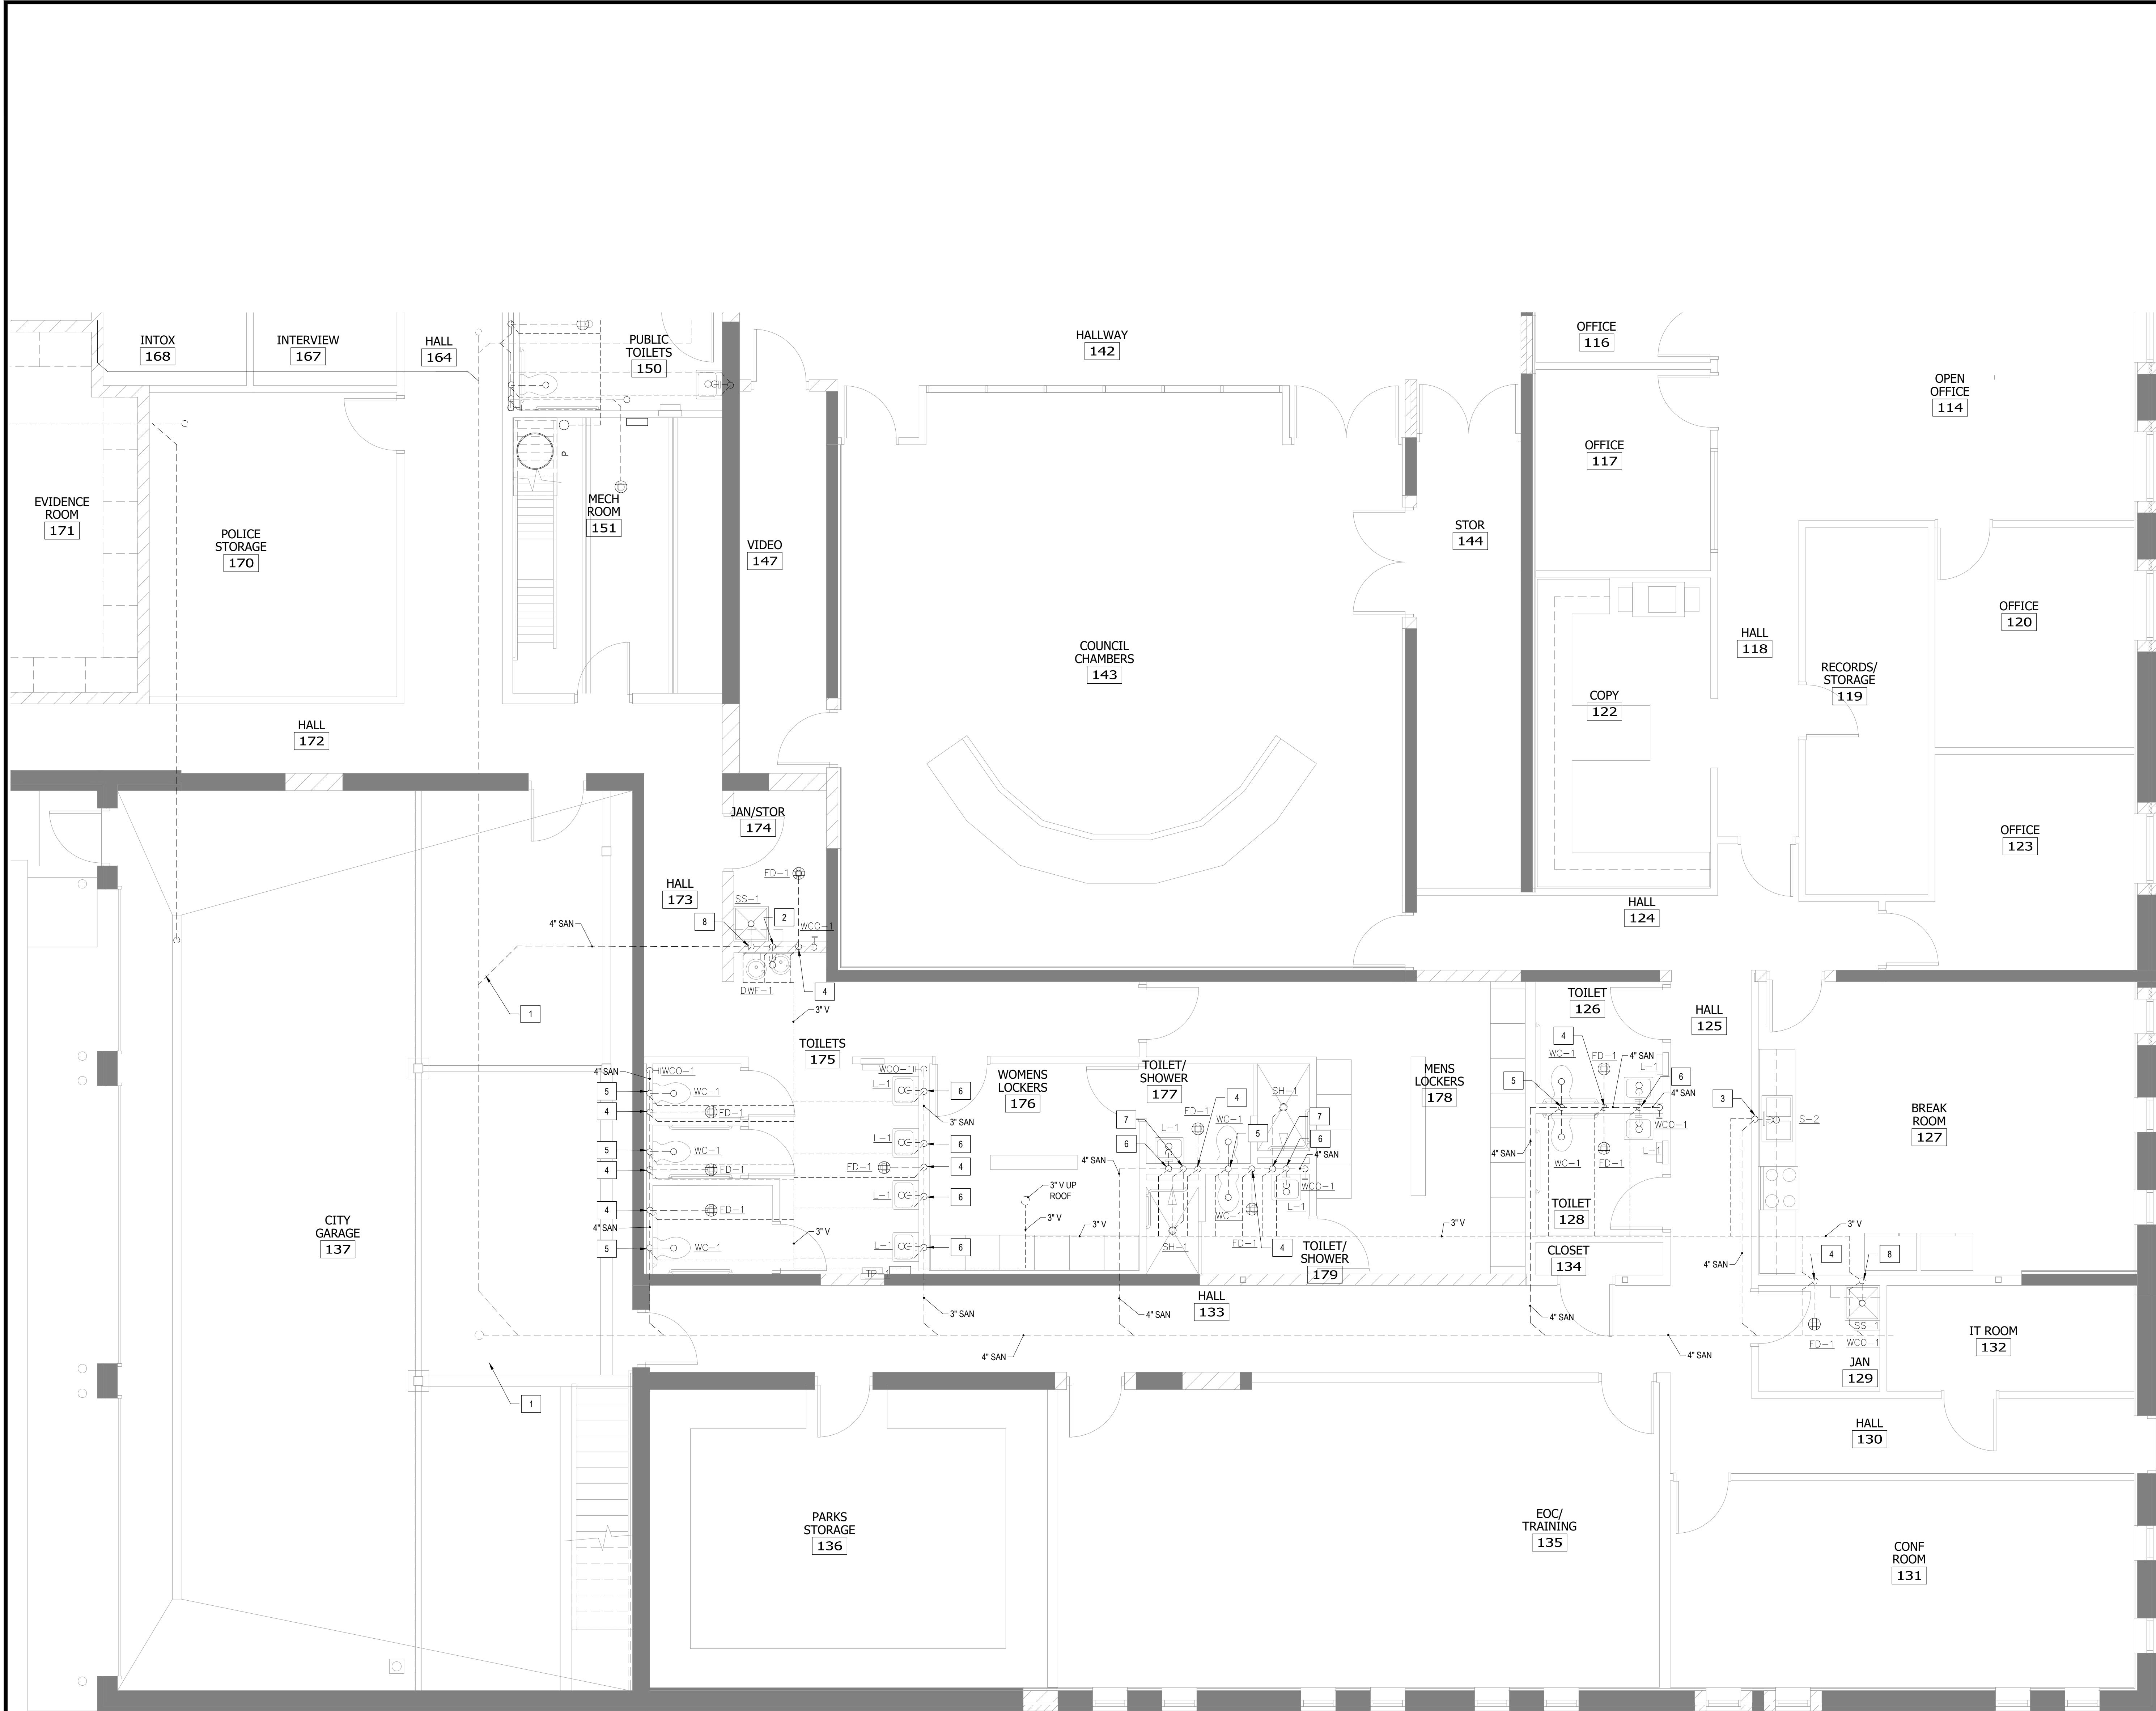 INTOX
168
INTERVIEW
167
HALL
164
PUBLIC
TOILETS
150
HALLWAY
142
OFFICE
116
OPEN
OFFICE
114
OFFICE
117
EVIDENCE
ROOM
171
POLICE
STORAGE
170
P
MECH
ROOM
151
VIDEO
147
STOR
144
COUNCIL
CHAMBERS
143
HALL
118
RECORDS/
STORAGE
119
OFFICE
120
COPY
122
HALL
172
OFFICE
123
JAN/STOR
174
HALL
173
FD-1
SS-1
8
2
WCO-1
4" SAN
DWF-1
4
1
3" V
HALL
124
TOILETS
175
TOILET
126
HALL
125
4" SAN
WCO-1
WCO-1
5
WC-1
4
FD-1
5
WC-1
4
FD-1
4
FD-1
4" SAN
5
WC-1
L-1
6
3" SAN
L-1
6
FD-1
4
L-1
6
3" V
L-1
6
TP-1
3" SAN
WOMENS
LOCKERS
176
3" V UP
ROOF
3" V
3" V
TOILET/
SHOWER
177
SH-1
FD-1
4
7
L-1
WC-1
7
6
5
6
4" SAN
4" SAN
WCO-1
L-1
WC-1
FD-1
4
SH-1
TOILET/
SHOWER
179
MENS
LOCKERS
178
3" V
4
WC-1
FD-1
4" SAN
L-1
5
6
4" SAN
WCO-1
4" SAN
WC-1
FD-1
L-1
TOILET
128
CLOSET
134
4" SAN
3
S-2
BREAK
ROOM
127
3" V
4
8
4" SAN
SS-1
FD-1
WCO-1
IT ROOM
132
JAN
129
HALL
133
4" SAN
4" SAN
4" SAN
CITY
GARAGE
137
1
HALL
130
PARKS
STORAGE
136
EOC/
TRAINING
135
CONF
ROOM
131